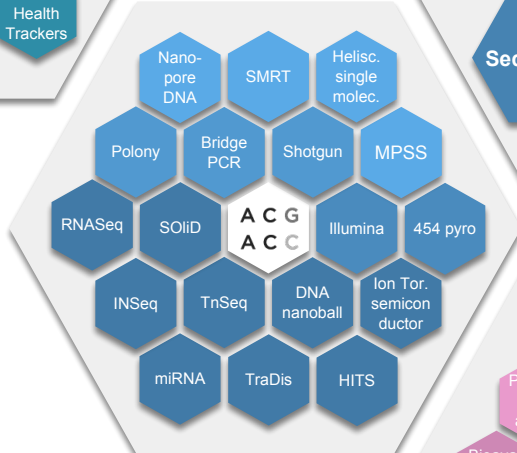 Health
Trackers
Nano-
pore
DNA
SMRT
Helisc.
single
molec.
Polony
Bridge
PCR
Shotgun
MPSS
RNASeq
SOliD
A C G
A C C
Illumina
454 pyro
INSeq
TnSeq
DNA
nanoball
Ion Tor.
semicon
ductor
miRNA
TraDis
HITS